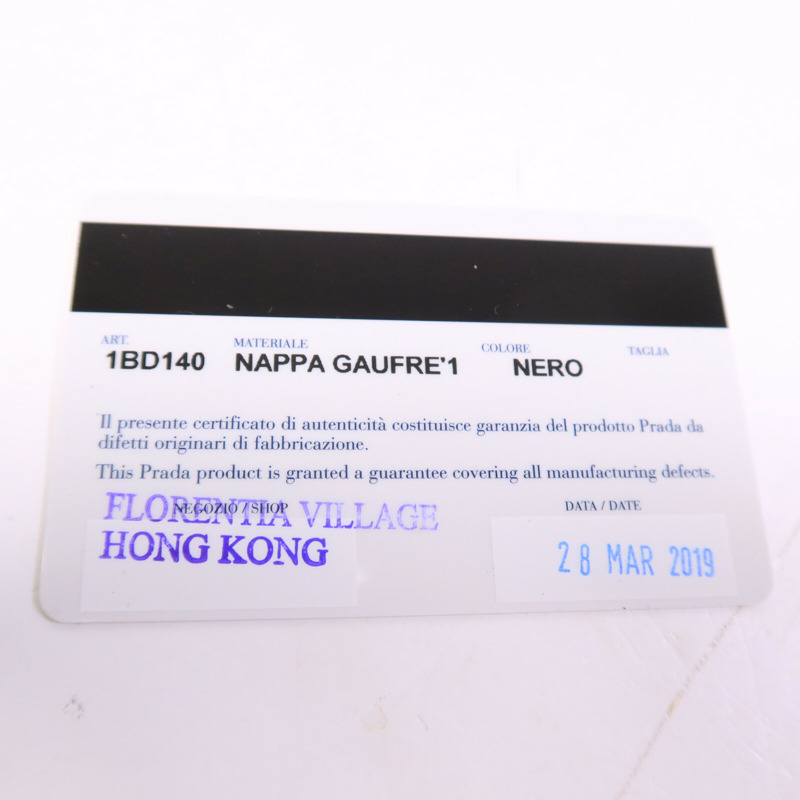 ART. MATERIALE COLORE TAGLIA
1BD140 NAPPA GAUFRE'1 NERO
Il presente certificato di autenticità costituisce garanzia del prodotto Prada da
difetti originari di fabbricazione.
This Prada product is granted a guarantee covering all manufacturing defects.
NEGOZIO / SHOP DATA / DATE
FLORENTIA VILLAGE
HONG KONG
28 MAR 2019